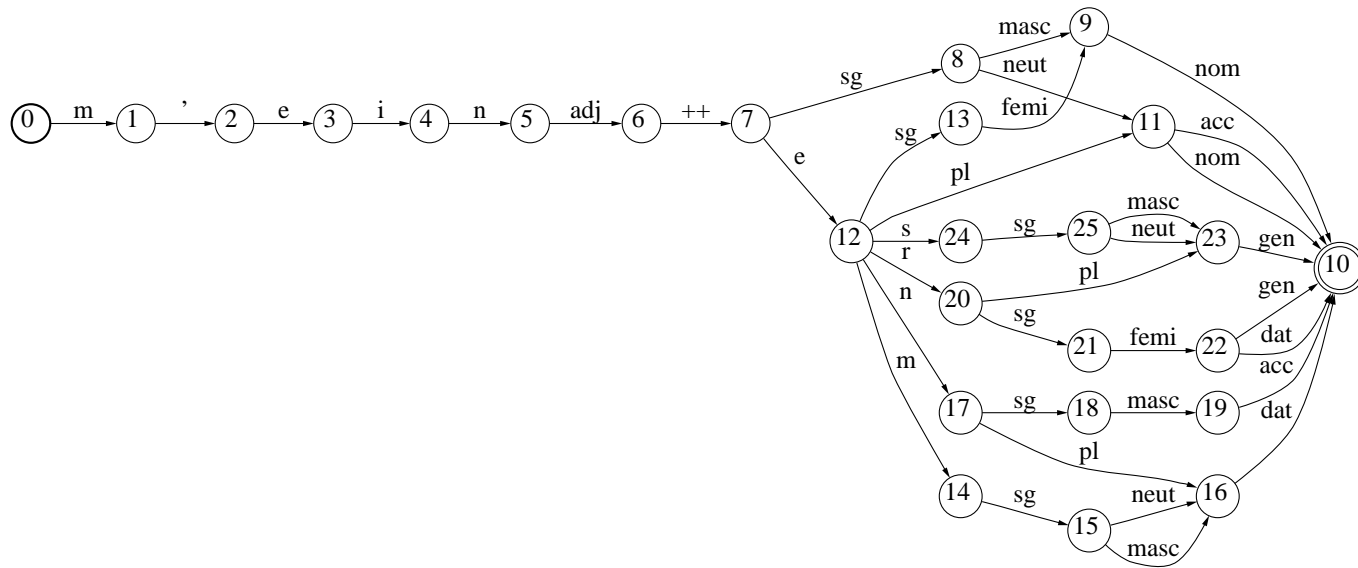 masc 9
8 neut nom
sg
0 m 1 ’ 2 e 3 i 4 n 5 adj 6 ++ 7
sg 13 femi 11 acc
nom
e pl
12 s 24 sg 25 masc neut 23 gen 10
r
n 20 pl gen
sg 21 femi 22 dat
m acc
17 sg 18 masc 19 dat
pl
14 sg neut 16
15 masc